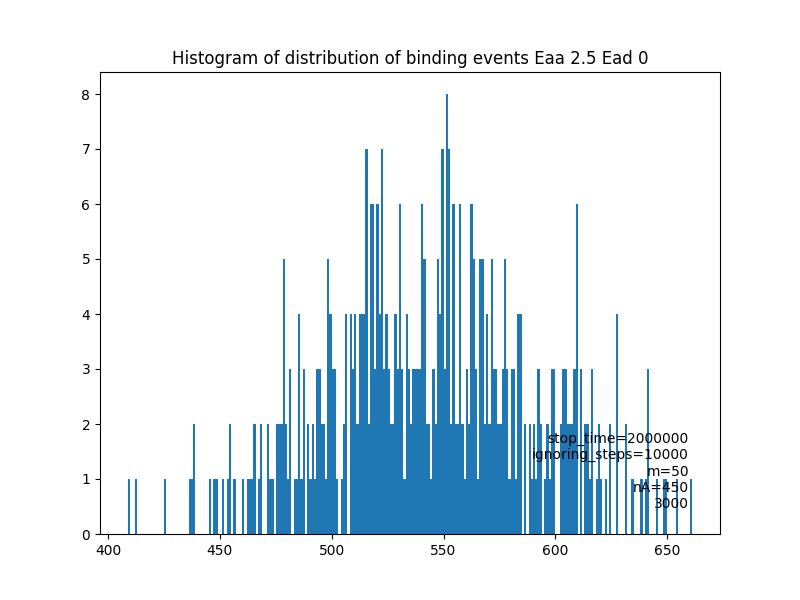 Histogram of distribution of binding events Eaa 2.5 Ead 0
8
7
6
5
4
3
2
1
0
stop_time=2000000
ignoring_steps=10000
m=50
nA=450
3000
400 450 500 550 600 650